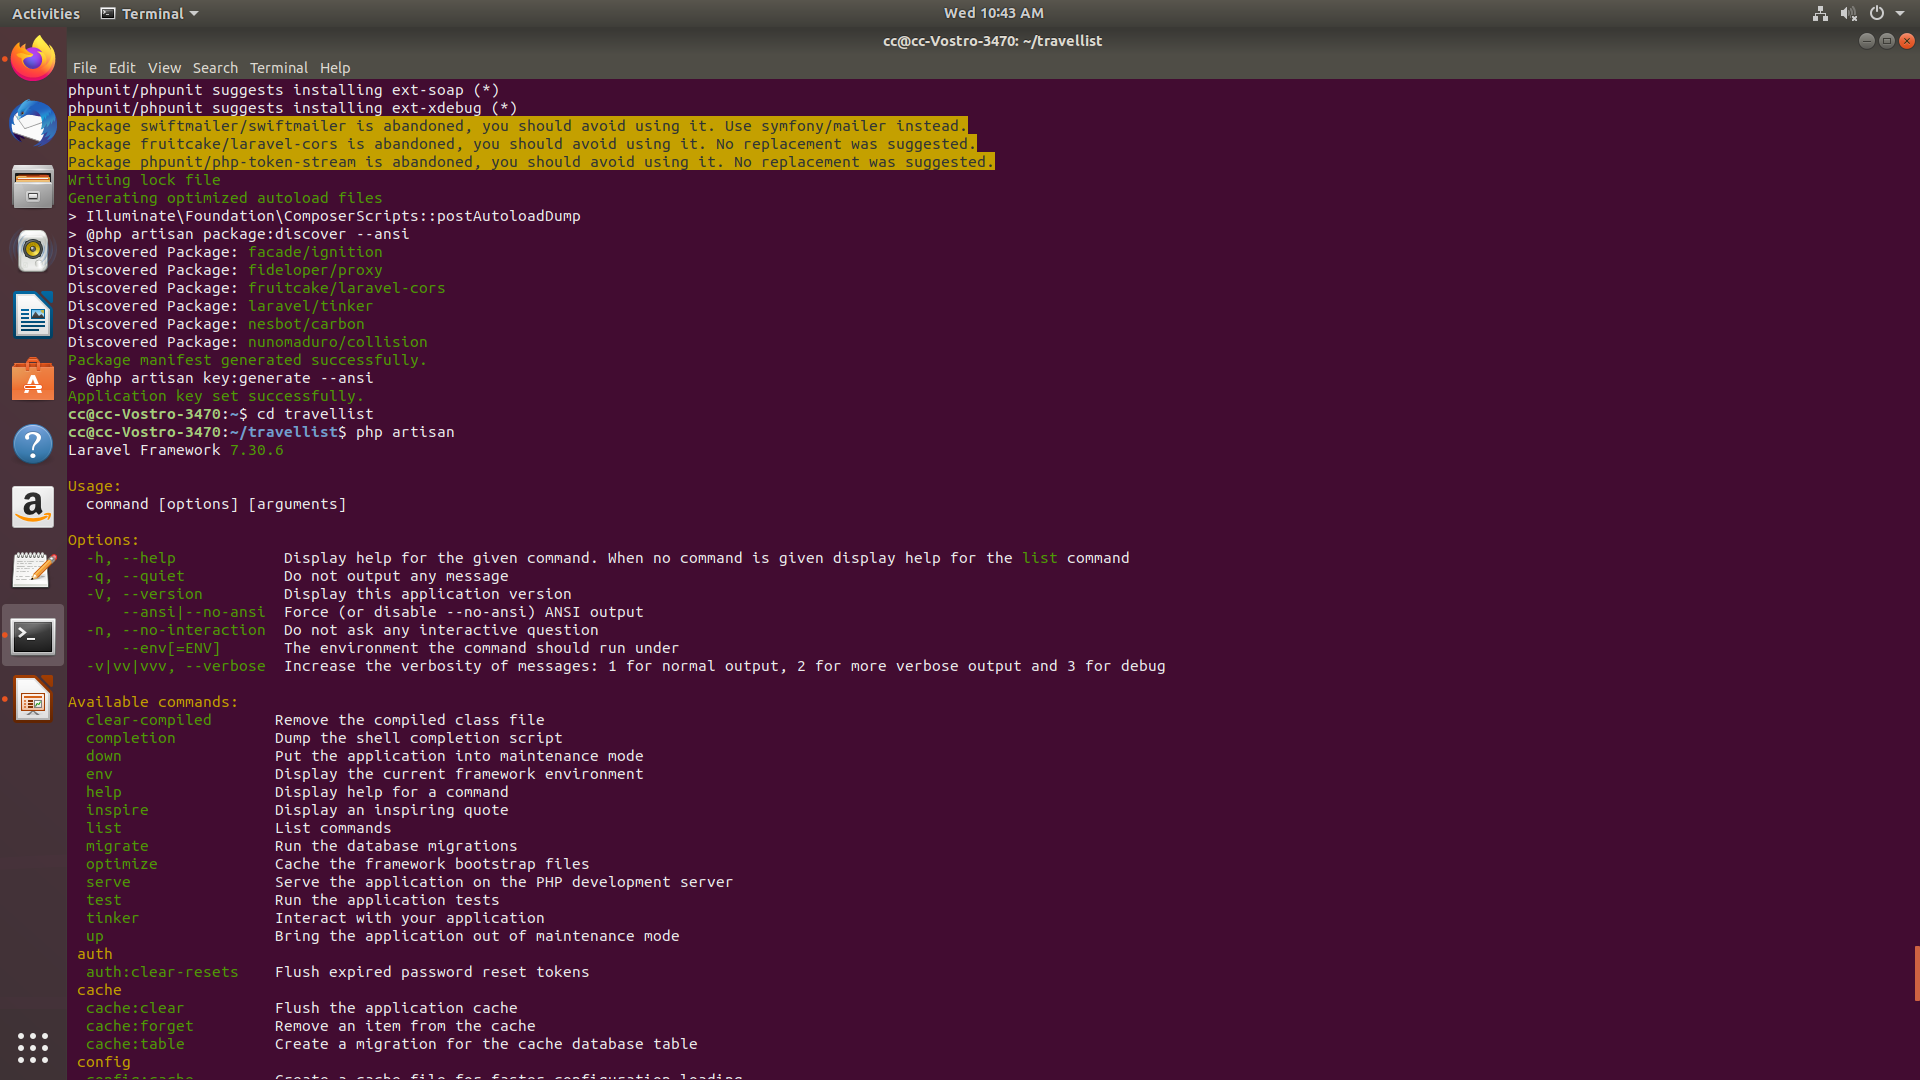 Activities Terminal Wed 10:43 AM
cc@cc-Vostro-3470: ~/travellist
File Edit View Search Terminal Help
phpunit/phpunit suggests installing ext-soap (*)
phpunit/phpunit suggests installing ext-xdebug (*)
Package swiftmailer/swiftmailer is abandoned, you should avoid using it. Use symfony/mailer instead.
Package fruitcake/laravel-cors is abandoned, you should avoid using it. No replacement was suggested.
Package phpunit/php-token-stream is abandoned, you should avoid using it. No replacement was suggested.
Writing lock file
Generating optimized autoload files
> Illuminate\Foundation\ComposerScripts::postAutoloadDump
> @php artisan package:discover --ansi
Discovered Package: facade/ignition
Discovered Package: fideloper/proxy
Discovered Package: fruitcake/laravel-cors
Discovered Package: laravel/tinker
Discovered Package: nesbot/carbon
Discovered Package: nunomaduro/collision
Package manifest generated successfully.
> @php artisan key:generate --ansi
Application key set successfully.
cc@cc-Vostro-3470:~$ cd travellist
cc@cc-Vostro-3470:~/travellist$ php artisan
Laravel Framework 7.30.6
Usage:
command [options] [arguments]
Options:
-h, --help Display help for the given command. When no command is given display help for the list command
-q, --quiet Do not output any message
-V, --version Display this application version
--ansi|--no-ansi Force (or disable --no-ansi) ANSI output
-n, --no-interaction Do not ask any interactive question
--env[=ENV] The environment the command should run under
-v|vv|vvv, --verbose Increase the verbosity of messages: 1 for normal output, 2 for more verbose output and 3 for debug
Available commands:
clear-compiled Remove the compiled class file
completion Dump the shell completion script
down Put the application into maintenance mode
env Display the current framework environment
help Display help for a command
inspire Display an inspiring quote
list List commands
migrate Run the database migrations
optimize Cache the framework bootstrap files
serve Serve the application on the PHP development server
test Run the application tests
tinker Interact with your application
up Bring the application out of maintenance mode
auth
auth:clear-resets Flush expired password reset tokens
cache
cache:clear Flush the application cache
cache:forget Remove an item from the cache
cache:table Create a migration for the cache database table
config
config:cache Create a cache file for faster configuration loading